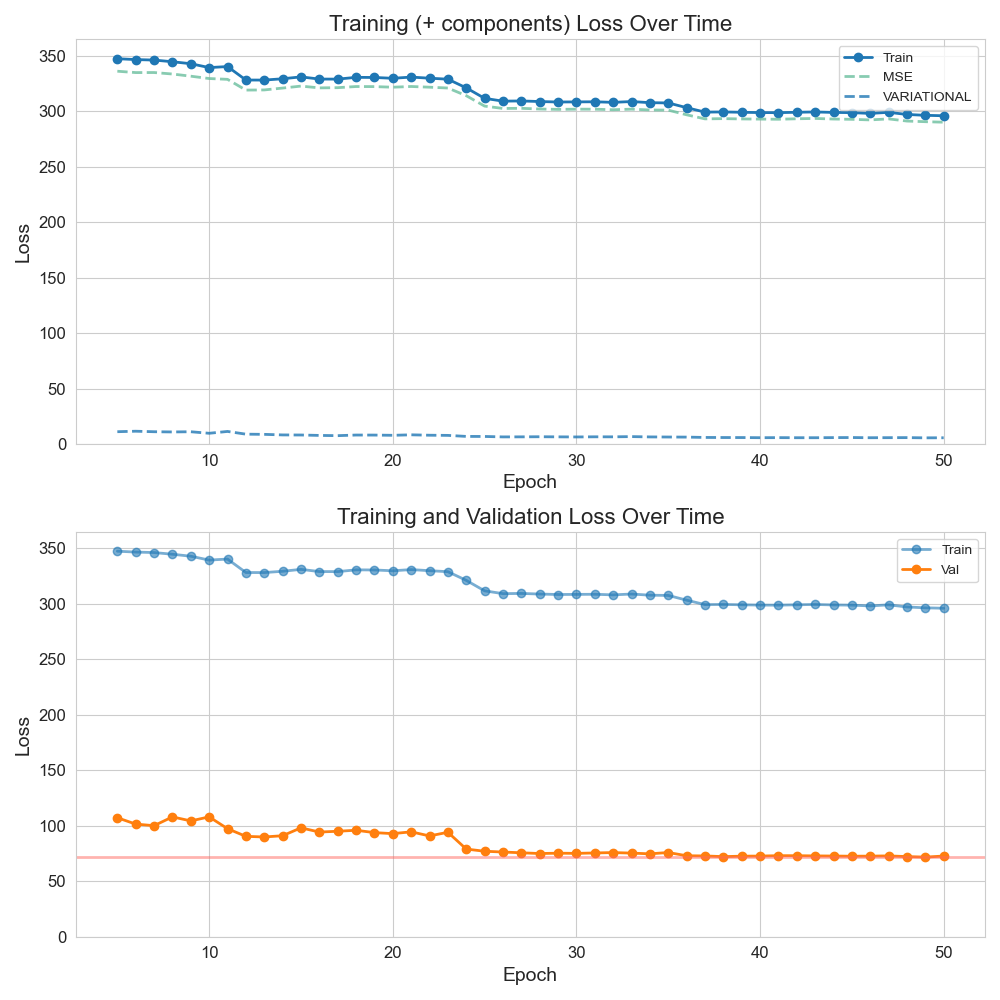 Training (+ components) Loss Over Time
350
300
250
200
150
100
50
0
Loss
Train
MSE
VARIATIONAL
10
20
30
40
50
Epoch
Training and Validation Loss Over Time
350
300
250
200
150
100
50
0
Loss
Train
Val
10
20
30
40
50
Epoch